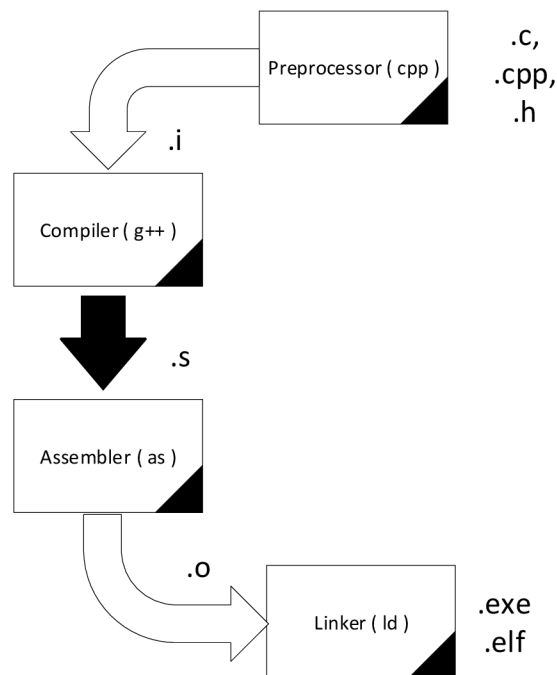 Preprocessor ( cpp )
.c,
.cpp,
.h
.i
Compiler ( g++ )
.s
Assembler ( as )
.o
Linker ( ld )
.exe
.elf